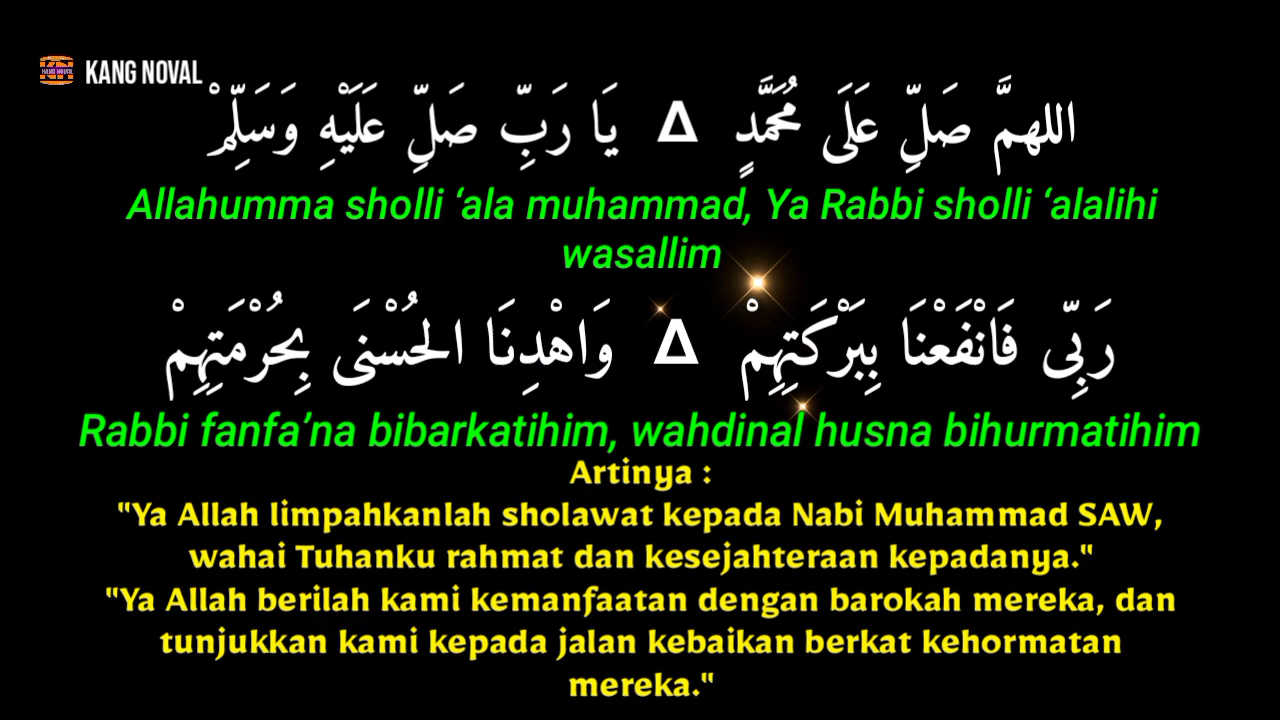 KANG NOVAL
اللهمَّ صَلِّ عَلَى مُحَمَّدٍ Δ يَا رَبِّ صَلِّ عَلَيْهِ وَسَلِّمْ
Allahumma sholli ‘ala muhammad, Ya Rabbi sholli ‘alalihi
wasallim
رَبِّى فَانْفَعْنَا بِبَرْكَتِهِمْ Δ وَاهْدِنَا الحُسْنَى بِحُرْمَتِهِمْ
Rabbi fanfa’na bibarkatihim, wahdinal husna bihurmatihim
Artinya :
"Ya Allah limpahkanlah sholawat kepada Nabi Muhammad SAW,
wahai Tuhanku rahmat dan kesejahteraan kepadanya."
"Ya Allah berilah kami kemanfaatan dengan barokah mereka, dan
tunjukkan kami kepada jalan kebaikan berkat kehormatan
mereka."